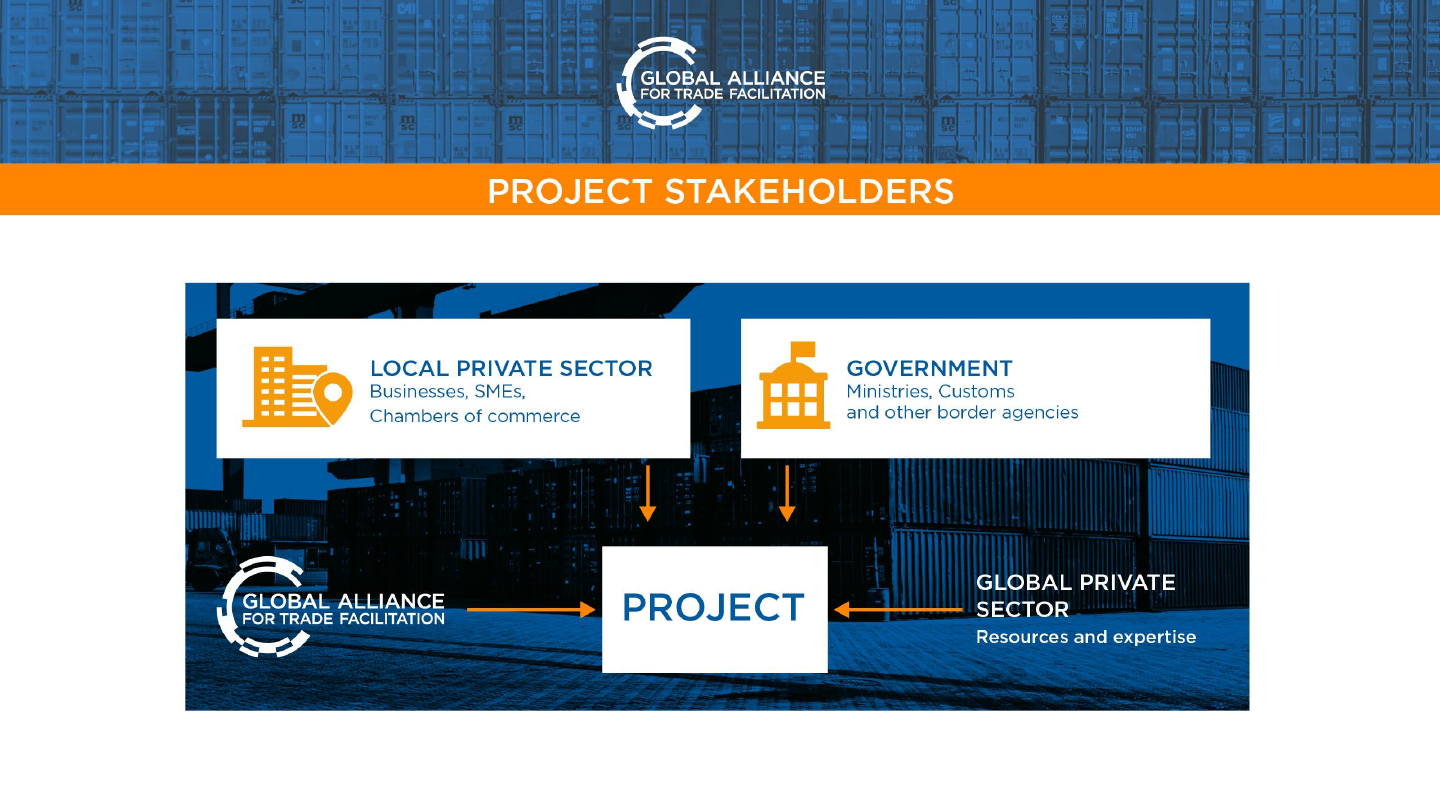 GLOBAL ALLIANCE
FOR TRADE FACILITATION
PROJECT STAKEHOLDERS
LOCAL PRIVATE SECTOR
Businesses, SMEs,
Chambers of commerce
GOVERNMENT
Ministries, Customs
and other border agencies
GLOBAL ALLIANCE
FOR TRADE FACILITATION
PROJECT
GLOBAL PRIVATE
SECTOR
Resources and expertise